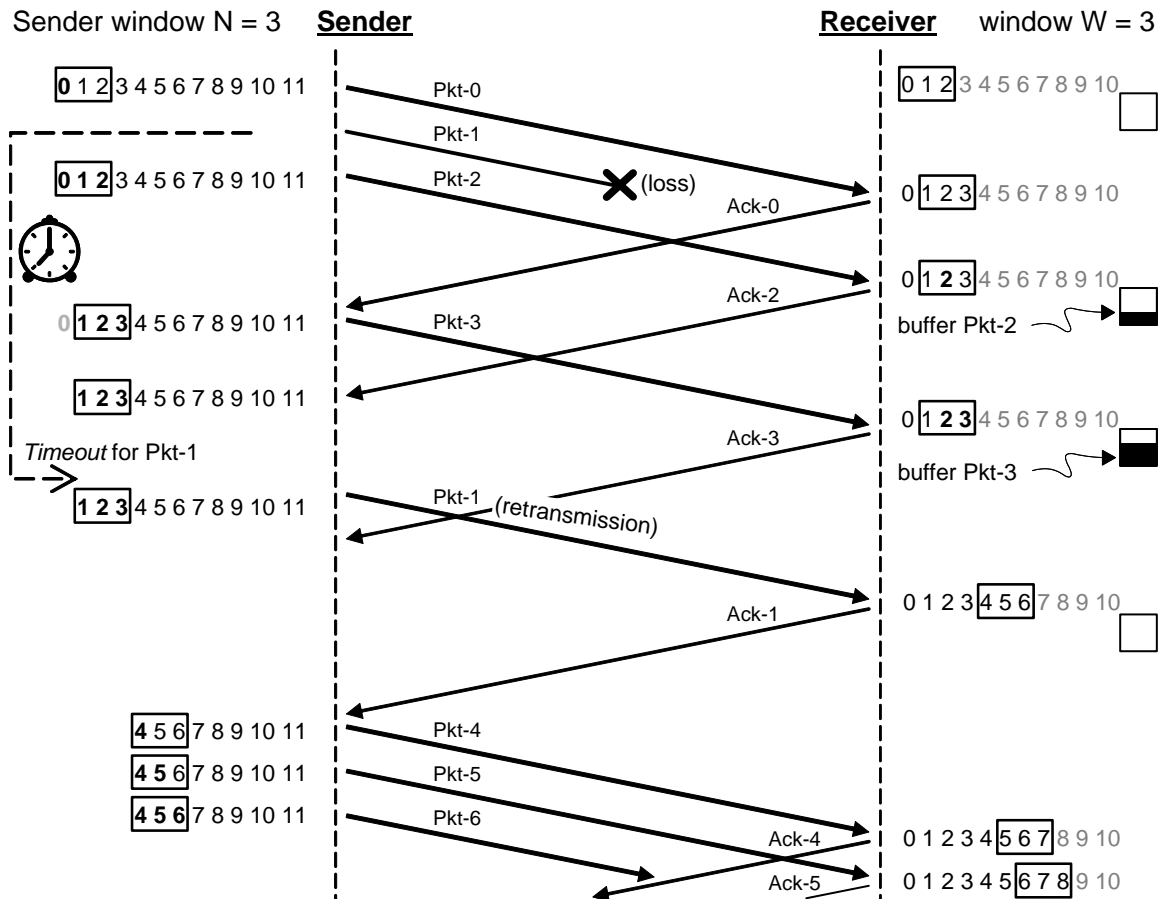 Sender window N = 3 Sender Receiver window W = 3
0 1 2 3 4 5 6 7 8 9 10 11 Pkt-0 0 1 2 3 4 5 6 7 8 9 10
Pkt-1
0 1 2 3 4 5 6 7 8 9 10 11 Pkt-2 (loss)
Ack-0 0 1 2 3 4 5 6 7 8 9 10
Ack-2 0 1 2 3 4 5 6 7 8 9 10
0 1 2 3 4 5 6 7 8 9 10 11 Pkt-3 buffer Pkt-2
1 2 3 4 5 6 7 8 9 10 11
0 1 2 3 4 5 6 7 8 9 10
Timeout for Pkt-1 Ack-3
buffer Pkt-3
1 2 3 4 5 6 7 8 9 10 11 Pkt-1 (retransmission)
Ack-1 0 1 2 3 4 5 6 7 8 9 10
4 5 6 7 8 9 10 11 Pkt-4
4 5 6 7 8 9 10 11 Pkt-5
4 5 6 7 8 9 10 11 Pkt-6
Ack-4 0 1 2 3 4 5 6 7 8 9 10
Ack-5 0 1 2 3 4 5 6 7 8 9 10